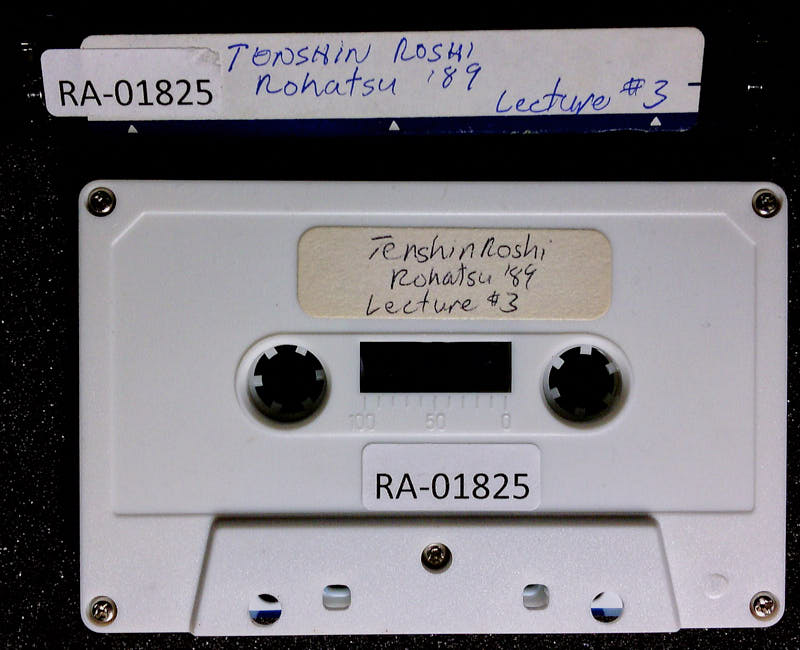 TENSHIN ROSHI
Rohatsu '89
Lecture #3
RA-01825
Tenshin Roshi
Rohatsu '89
Lecture #3
100 50 0
RA-01825